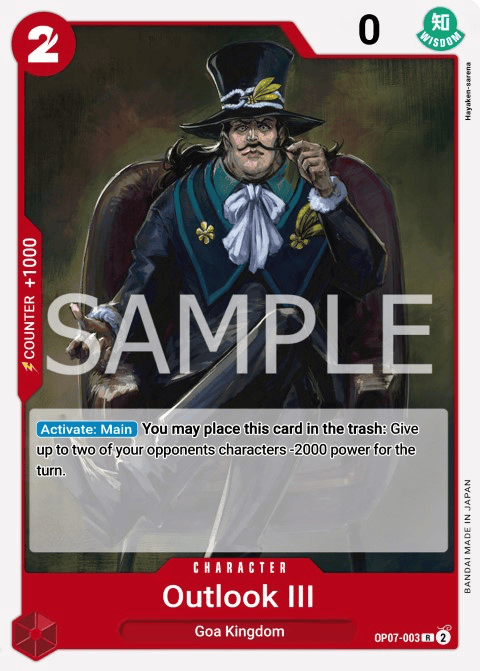 2
0
知
WISDOM
Hayaken-sarena
COUNTER +1000
SAMPLE
Activate: Main You may place this card in the trash: Give
up to two of your opponents characters -2000 power for the
turn.
BANDAI MADE IN JAPAN
CHARACTER
Outlook III
Goa Kingdom
OP07-003 R 2